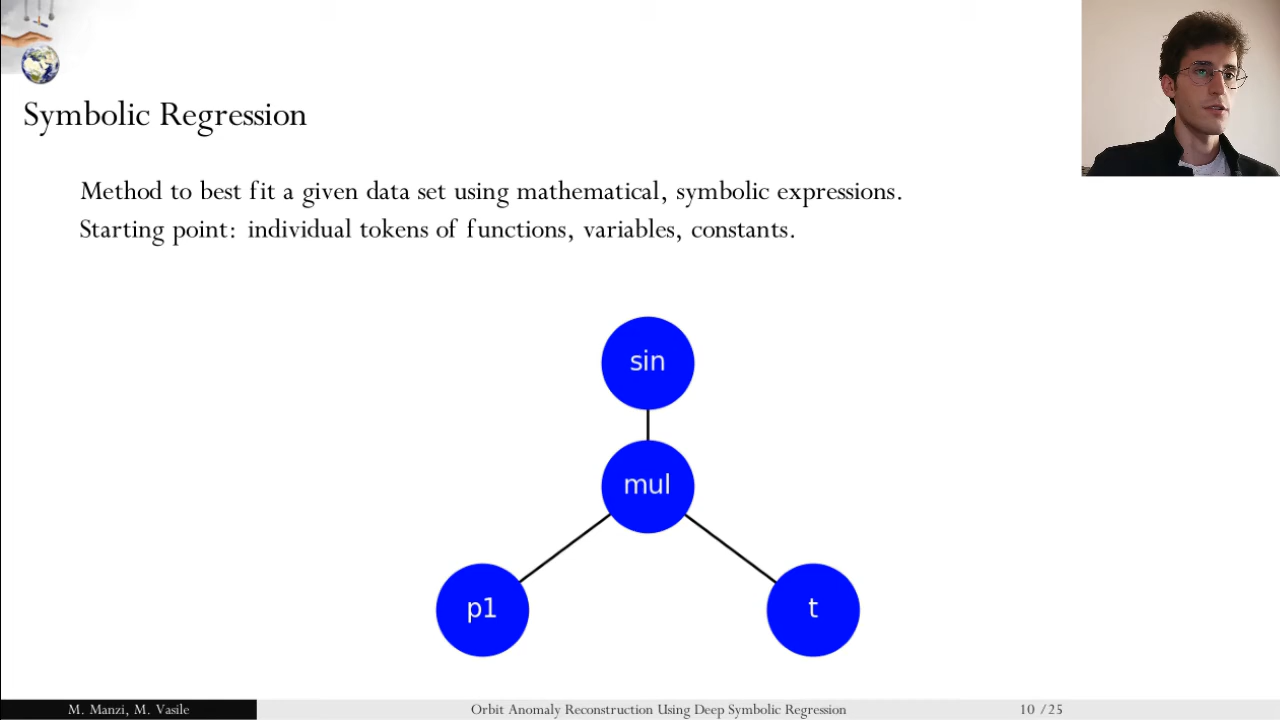 Symbolic Regression
Method to best fit a given data set using mathematical, symbolic expressions.
Starting point: individual tokens of functions, variables, constants.
sin
mul
p1
t
M. Manzi, M. Vasile
Orbit Anomaly Reconstruction Using Deep Symbolic Regression
10 /25